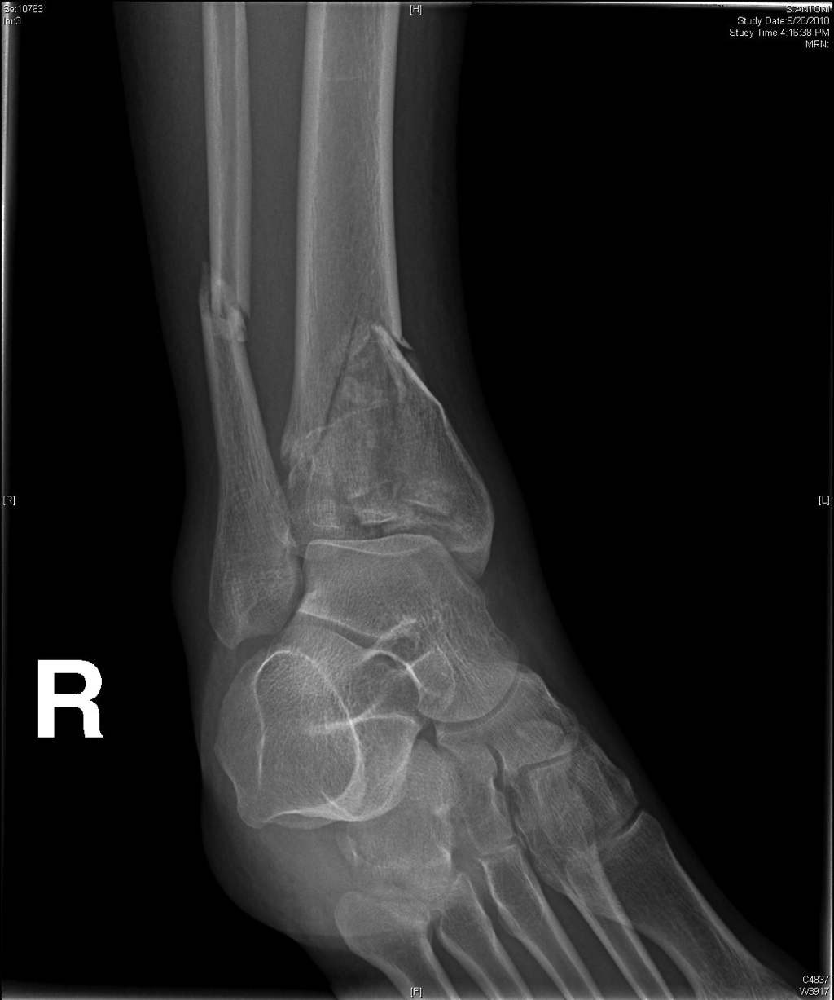 Se:10763
Im:3
[H]
S.ANTONI
Study Date:9/20/2010
Study Time:4:16:38 PM
MRN:
[R]
[L]
R
[F]
C4837
W3917